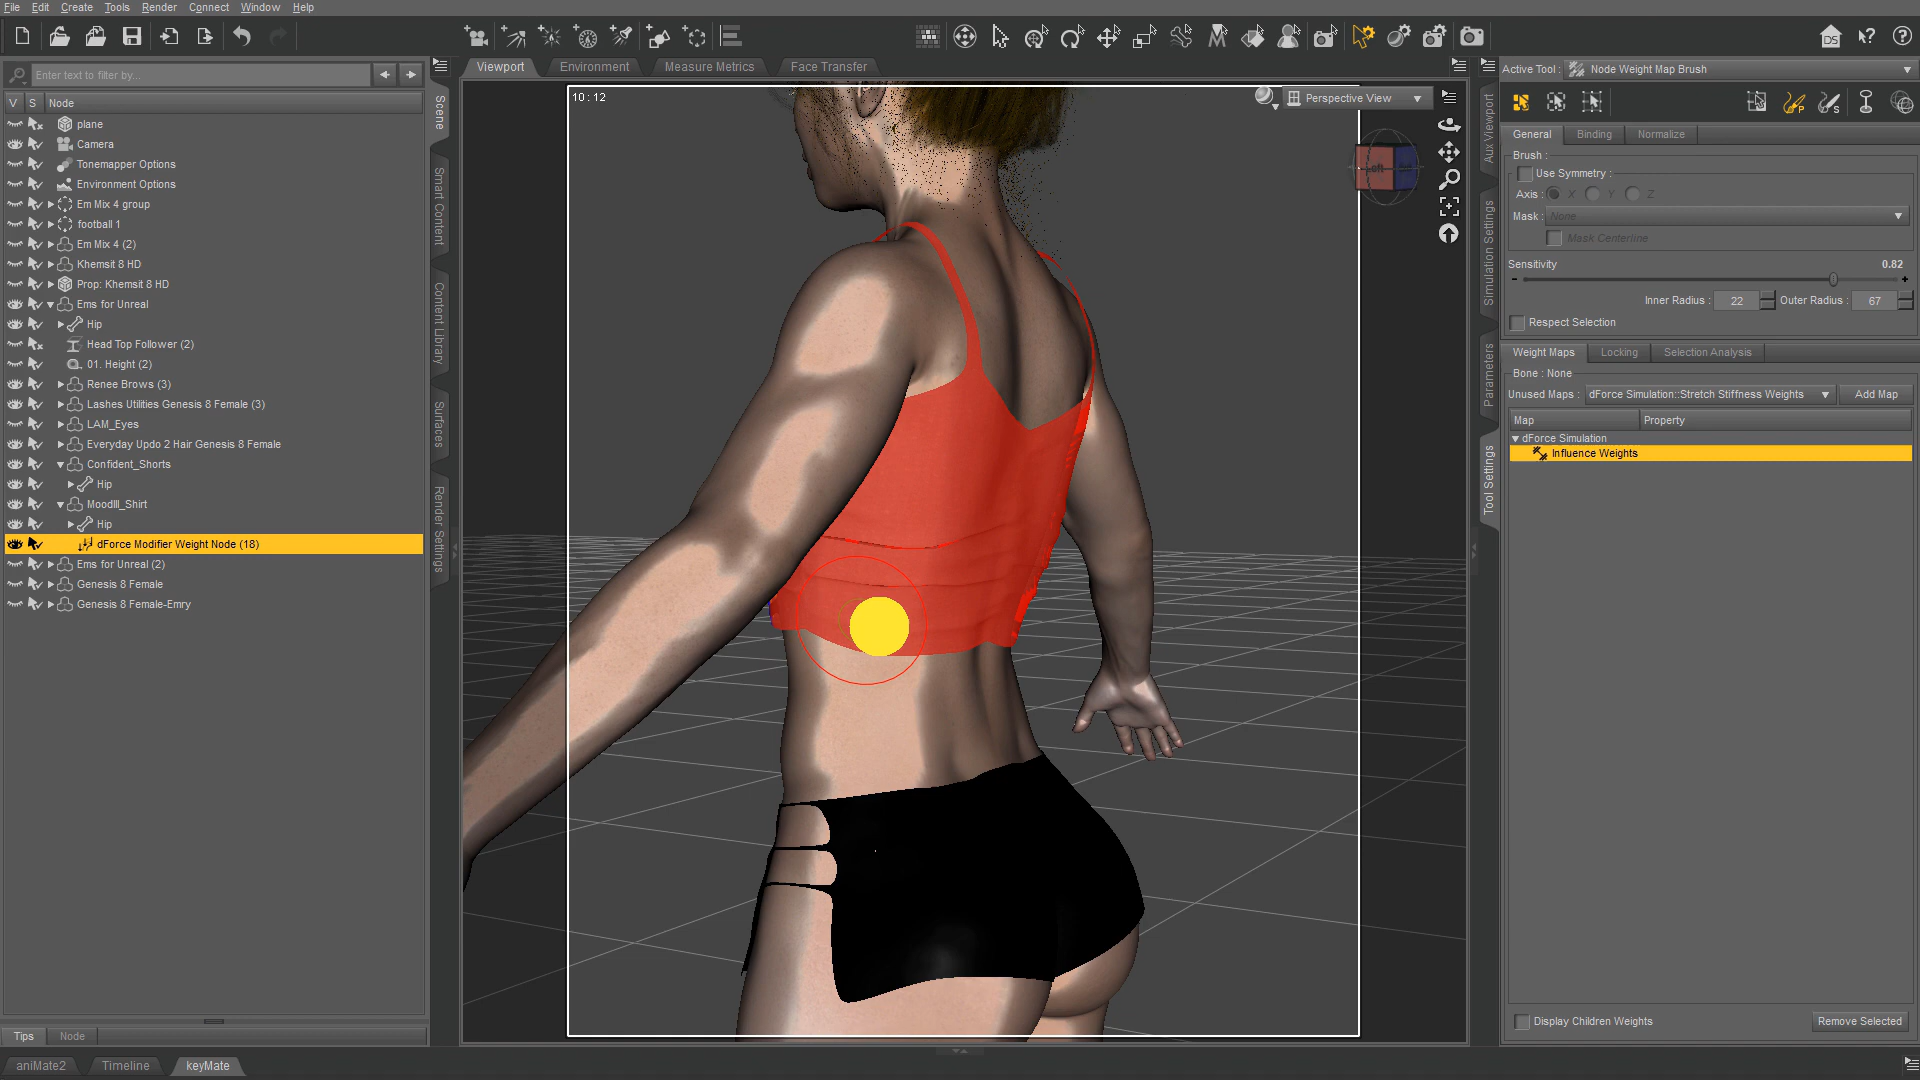 File Edit Create Tools Render Connect Window Help
Enter text to filter by...
V S Node
plane
Camera
Tonemapper Options
Environment Options
Em Mix 4 group
football 1
Em Mix 4 (2)
Khemsit 8 HD
Prop: Khemsit 8 HD
Ems for Unreal
Hip
Head Top Follower (2)
01. Height (2)
Renee Brows (3)
Lashes Utilities Genesis 8 Female (3)
LAM_Eyes
Everyday Updo 2 Hair Genesis 8 Female
Confident_Shorts
Hip
MoodIII_Shirt
Hip
dForce Modifier Weight Node (18)
Ems for Unreal (2)
Genesis 8 Female
Genesis 8 Female-Emry
Tips Node
aniMate2 Timeline keyMate
Scene
Smart Content
Content Library
Surfaces
Render Settings
Viewport Environment Measure Metrics Face Transfer
10 : 12
Perspective View
Left
DS
Aux Viewport
Simulation Settings
Parameters
Tool Settings
Active Tool : Node Weight Map Brush
General Binding Normalize
Brush :
Use Symmetry :
Axis : X Y Z
Mask : None
Mask Centerline
Sensitivity 0.82
- +
Inner Radius : 22 Outer Radius : 67
Respect Selection
Weight Maps Locking Selection Analysis
Bone : None
Unused Maps : dForce Simulation::Stretch Stiffness Weights Add Map
Map Property
dForce Simulation
Influence Weights
Display Children Weights Remove Selected